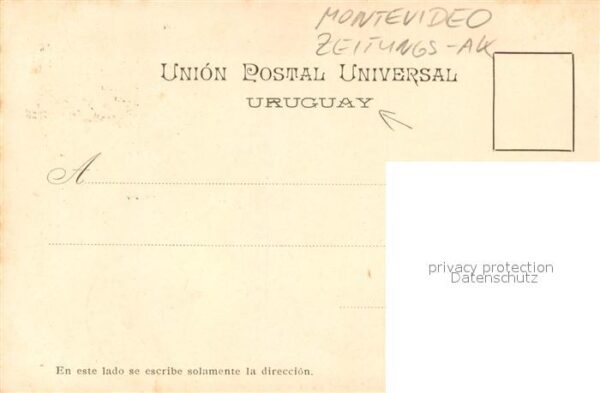 MONTEVIDEO
ZEITUNGS-AK
UNIÓN POSTAL UNIVERSAL
URUGUAY
A
privacy protection
Datenschutz
En este lado se escribe solamente la dirección.